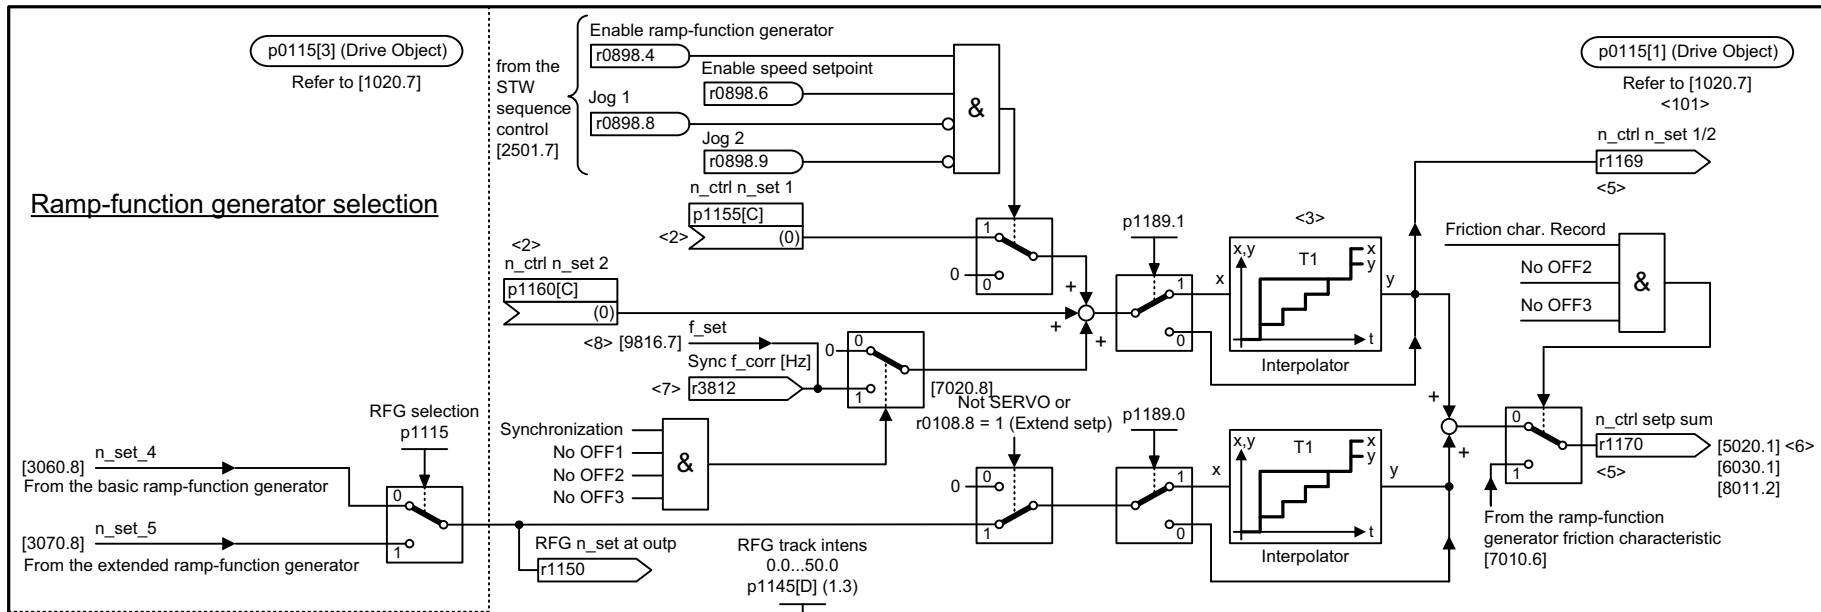 p0115[3] (Drive Object)
Refer to [1020.7]
Ramp-function generator selection
RFG selection
p1115
[3060.8]
n_set_4
From the basic ramp-function generator
0
1
[3070.8]
n_set_5
From the extended ramp-function generator
from the
STW
sequence
control
[2501.7]
Enable ramp-function generator
r0898.4
Enable speed setpoint
r0898.6
Jog 1
r0898.8
Jog 2
r0898.9
&
n_ctrl n_set 1
p1155[C]
<2>
(0)
1
0
0
<2>
n_ctrl n_set 2
p1160[C]
(0)
+
+
+
<8> [9816.7]
f_set
Sync f_corr [Hz]
<7>
r3812
0
0
1
[7020.8]
Synchronization
No OFF1
No OFF2
No OFF3
&
Not SERVO or
r0108.8 = 1 (Extend setp)
0
0
1
RFG n_set at outp
r1150
RFG track intens
0.0...50.0
p1145[D] (1.3)
p1189.1
1
0
x
<3>
x,y
T1
x
y
t
y
Interpolator
p1189.0
1
0
x
x,y
T1
x
y
t
y
Interpolator
p0115[1] (Drive Object)
Refer to [1020.7]
<101>
n_ctrl n_set 1/2
r1169
<5>
Friction char. Record
No OFF2
No OFF3
&
+
+
0
1
n_ctrl setp sum
r1170
<5>
[5020.1] <6>
[6030.1]
[8011.2]
From the ramp-function
generator friction characteristic
[7010.6]